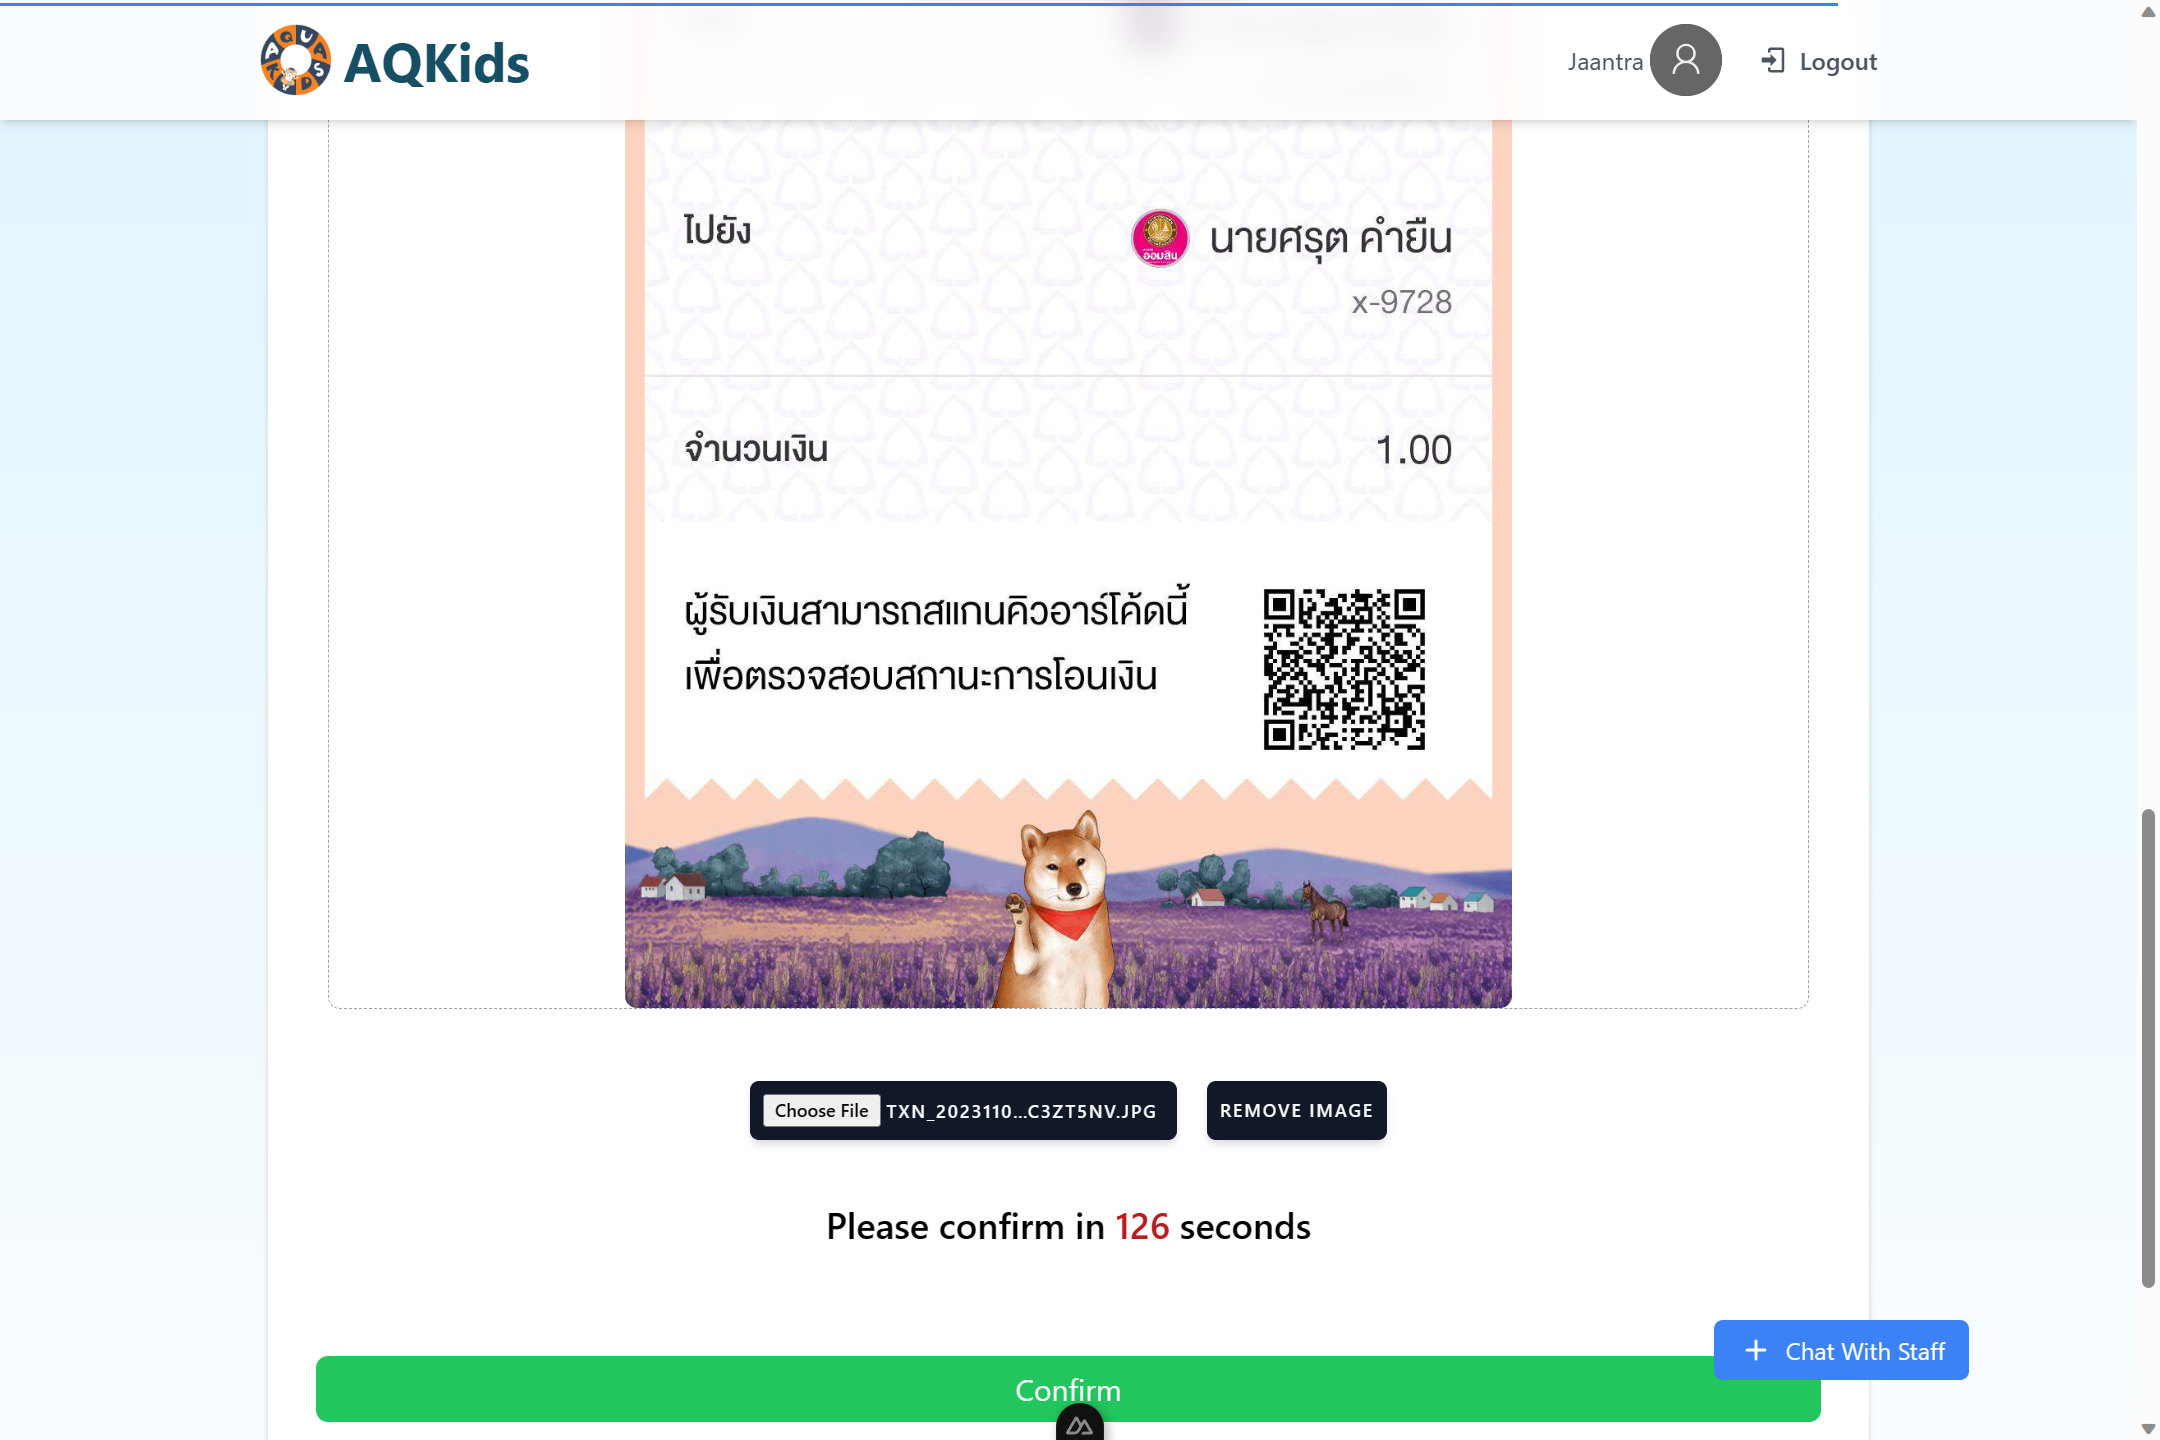 AQUA KIDS
AQKids
Jaantra
Logout
ไปยัง
ออมสิน
นายศรุต คำยืน
x-9728
จำนวนเงิน
1.00
ผู้รับเงินสามารถสแกนคิวอาร์โค้ดนี้
เพื่อตรวจสอบสถานะการโอนเงิน
Choose File TXN_2023110...C3ZT5NV.JPG
REMOVE IMAGE
Please confirm in 126 seconds
Chat With Staff
Confirm